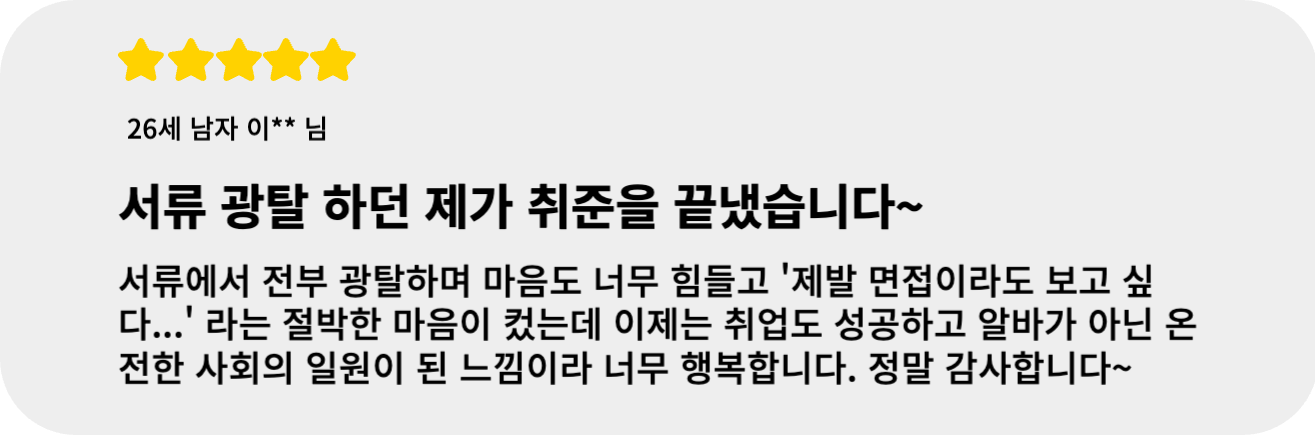 26세 남자 이** 님
서류 광탈 하던 제가 취준을 끝냈습니다~
서류에서 전부 광탈하며 마음도 너무 힘들고 '제발 면접이라도 보고 싶
다...' 라는 절박한 마음이 컸는데 이제는 취업도 성공하고 알바가 아닌 온
전한 사회의 일원이 된 느낌이라 너무 행복합니다. 정말 감사합니다~